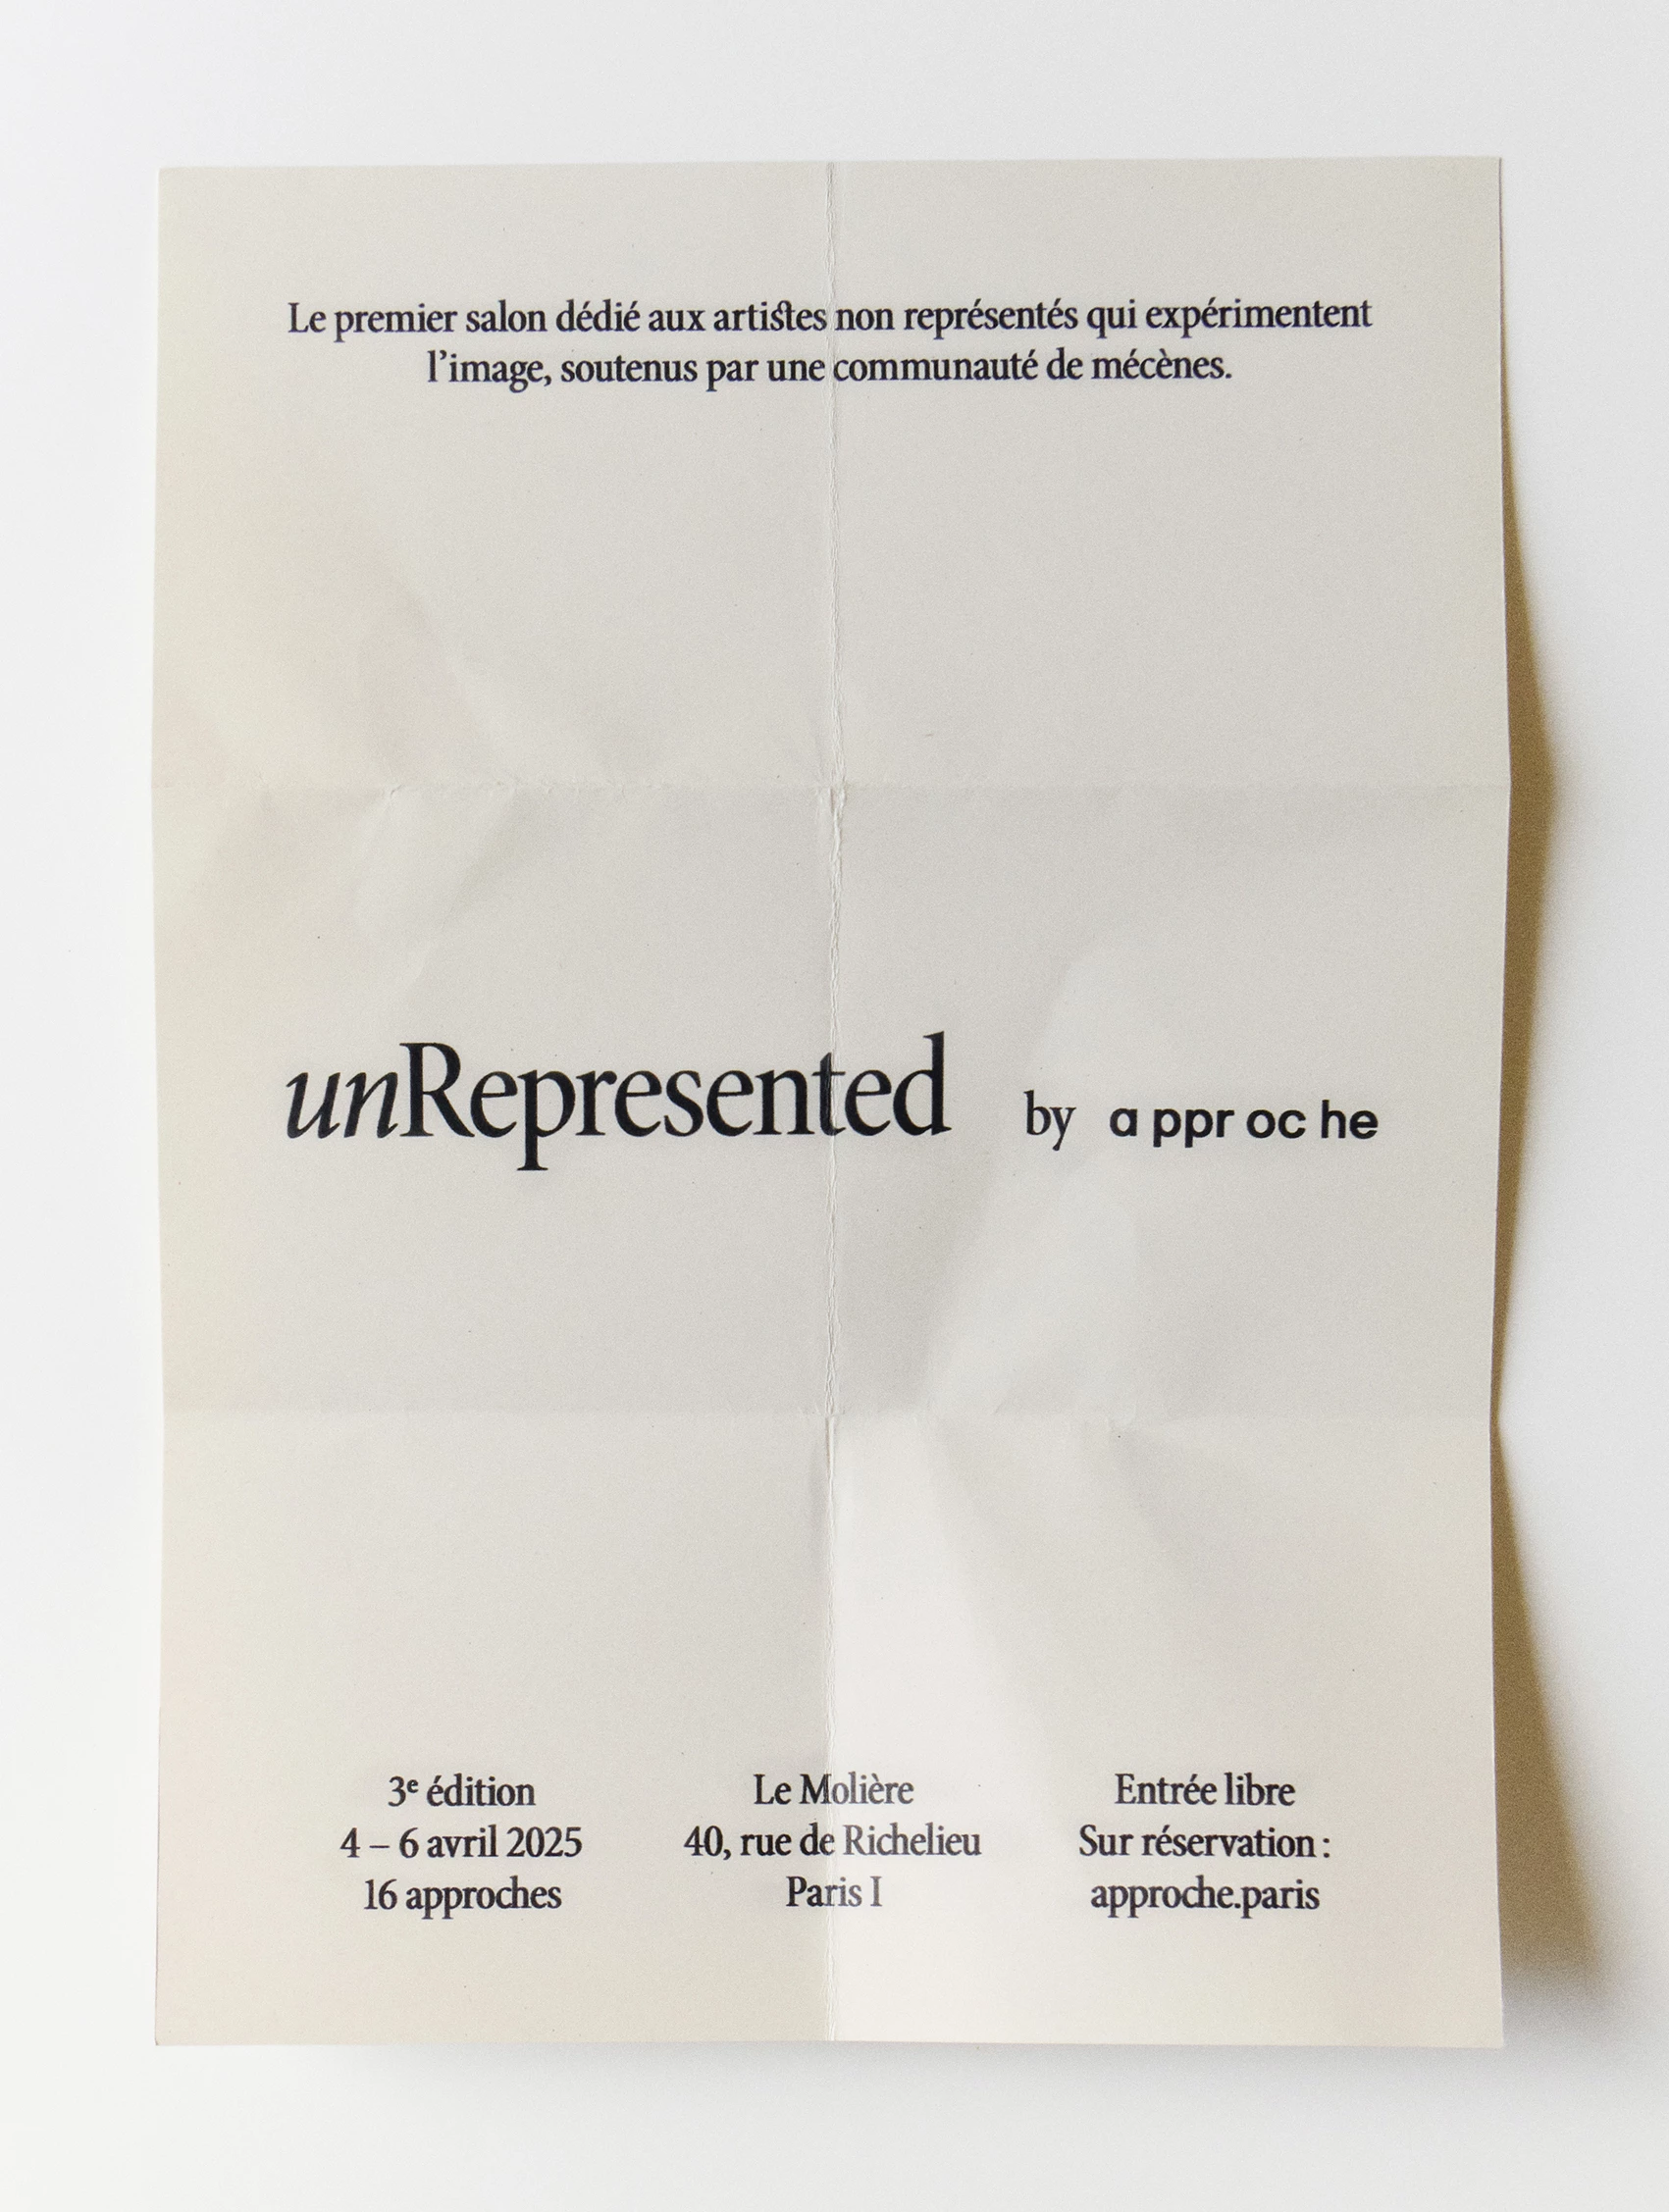 Le premier salon dédié aux artistes non représentés qui expérimentent
l’image, soutenus par une communauté de mécènes.
unRepresented by a ppr oc he
3e édition
4 – 6 avril 2025
16 approches
Le Molière
40, rue de Richelieu
Paris I
Entrée libre
Sur réservation :
approche.paris